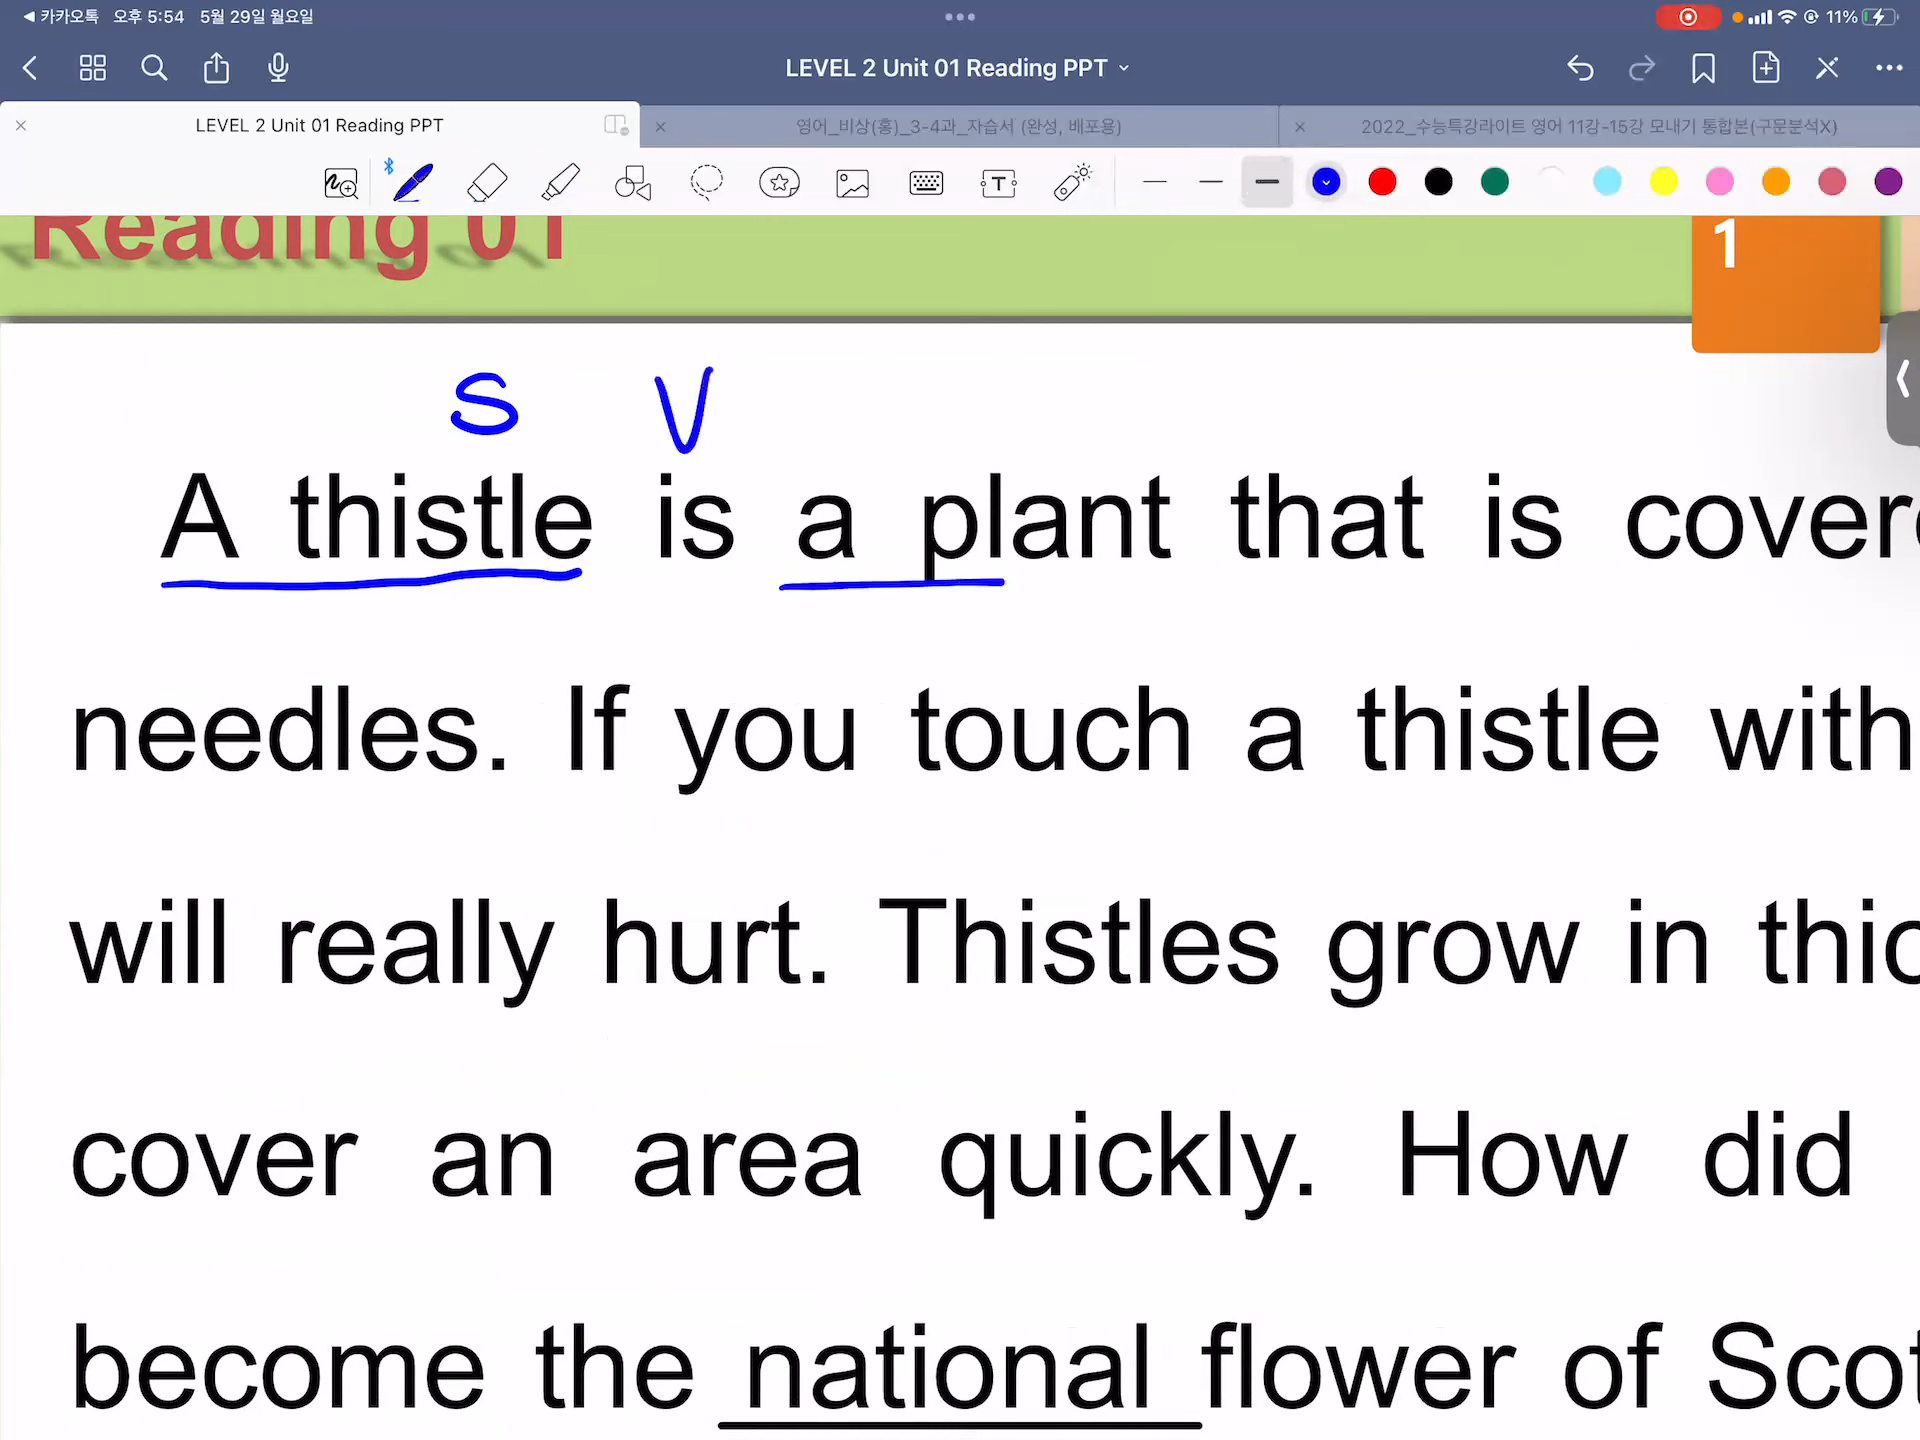 카카오톡 오후 5:54 5월 29일 월요일 11%
LEVEL 2 Unit 01 Reading PPT
LEVEL 2 Unit 01 Reading PPT 영어_비상(홍)_3-4과_자습서 (완성, 배포용) 2022_수능특강라이트 영어 11강-15강 모내기 통합본(구문분석X)
Reading 01 1
S V
A thistle is a plant that is cover
needles. If you touch a thistle with
will really hurt. Thistles grow in thic
cover an area quickly. How did
become the national flower of Scot